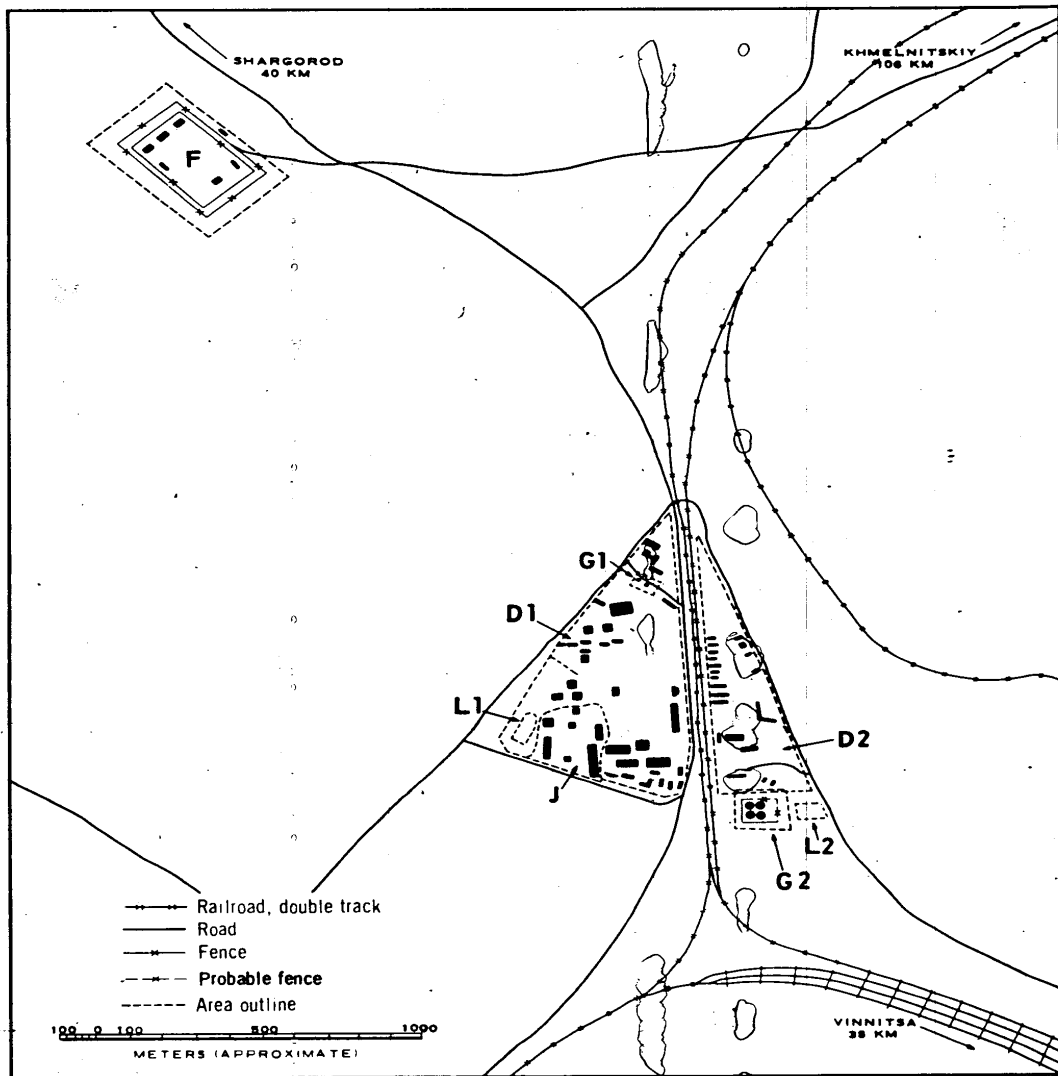 SHARGOROD
40 KM
KHMELNITSKIY
106 KM
F
G1
D1
L1
J
D2
L2
G2
Railroad, double track
Road
Fence
Probable fence
Area outline
100 0 100 500 1000
METERS (APPROXIMATE)
VINNITSA
38 KM